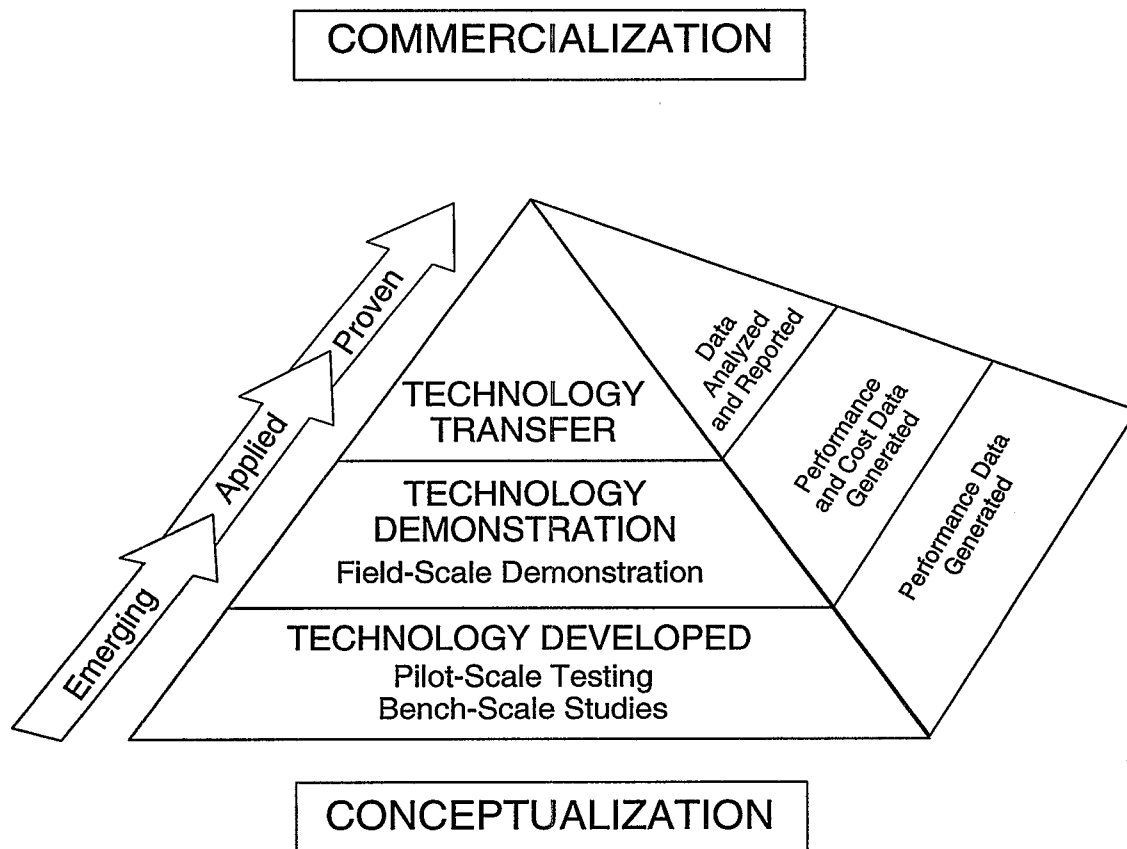 COMMERCIALIZATION
Proven
Applied
Emerging
TECHNOLOGY
TRANSFER
TECHNOLOGY
DEMONSTRATION
Field-Scale Demonstration
TECHNOLOGY DEVELOPED
Pilot-Scale Testing
Bench-Scale Studies
Data
Analyzed
and Reported
Performance
and Cost Data
Generated
Performance Data
Generated
CONCEPTUALIZATION